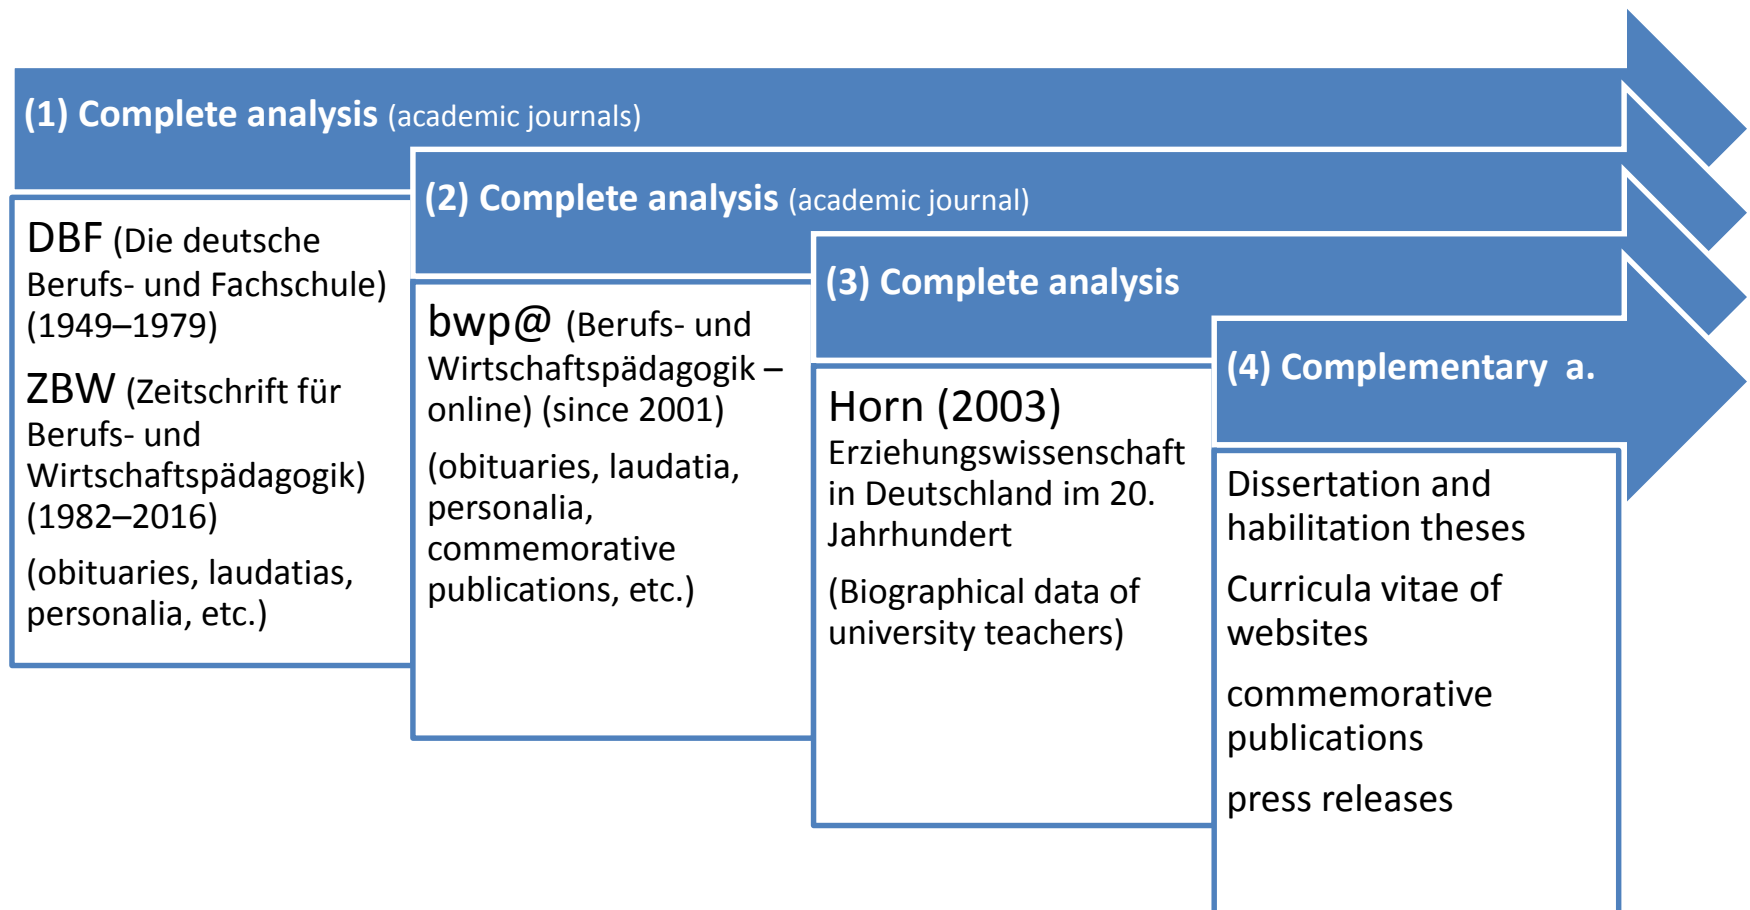 (1) Complete analysis (academic journals)
DBF (Die deutsche
Berufs- und Fachschule)
(1949–1979)
ZBW (Zeitschrift für
Berufs- und
Wirtschaftspädagogik)
(1982–2016)
(obituaries, laudatias,
personalia, etc.)
(2) Complete analysis (academic journal)
bwp@ (Berufs- und
Wirtschaftspädagogik –
online) (since 2001)
(obituaries, laudatia,
personalia,
commemorative
publications, etc.)
(3) Complete analysis
Horn (2003)
Erziehungswissenschaft
in Deutschland im 20.
Jahrhundert
(Biographical data of
university teachers)
(4) Complementary a.
Dissertation and
habilitation theses
Curricula vitae of
websites
commemorative
publications
press releases